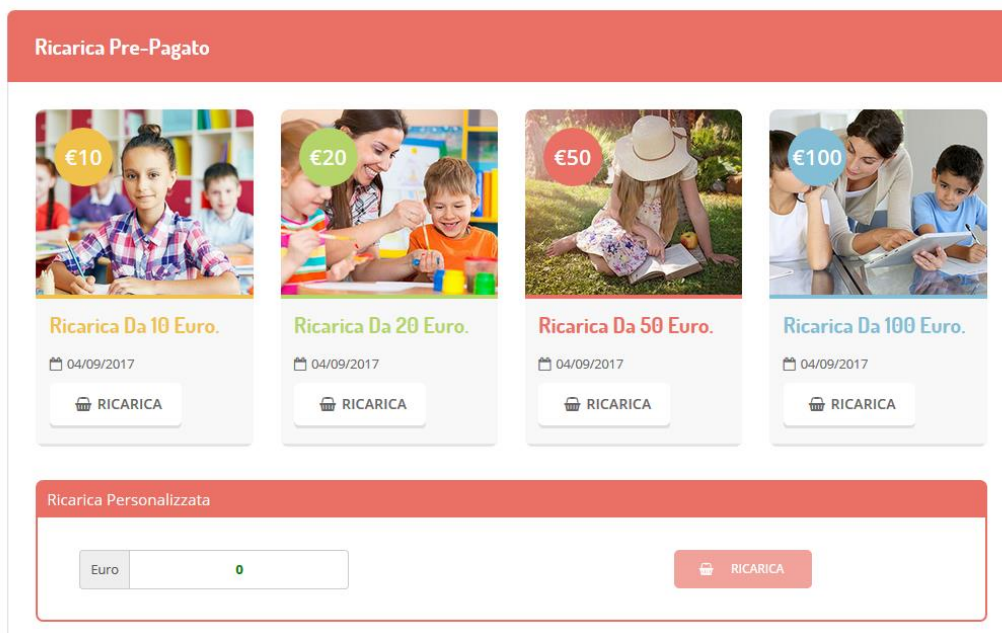 Ricarica Pre-Pagato
€10
€20
€50
€100
Ricarica Da 10 Euro.
Ricarica Da 20 Euro.
Ricarica Da 50 Euro.
Ricarica Da 100 Euro.
04/09/2017
04/09/2017
04/09/2017
04/09/2017
RICARICA
RICARICA
RICARICA
RICARICA
Ricarica Personalizzata
Euro 0
RICARICA